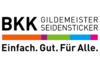 BKK GILDEMEISTER
SEIDENSTICKER
Einfach. Gut. Für Alle.